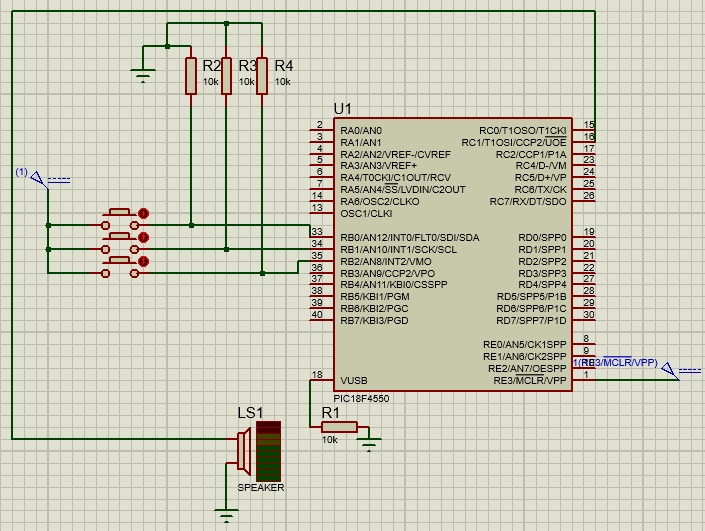 R2 R3 R4
10k 10k 10k
U1
2 RA0/AN0 RC0/T1OSO/T1CKI 15
3 RA1/AN1 RC1/T1OSI/CCP2/UOE 16
4 RA2/AN2/VREF-/CVREF RC2/CCP1/P1A 17
5 RA3/AN3/VREF+ RC4/D-/VM 23
6 RA4/T0CKI/C1OUT/RCV RC5/D+/VP 24
7 RA5/AN4/SS/LVDIN/C2OUT RC6/TX/CK 25
14 RA6/OSC2/CLKO RC7/RX/DT/SDO 26
13 OSC1/CLKI
(1)
33 RB0/AN12/INT0/FLT0/SDI/SDA RD0/SPP0 19
34 RB1/AN10/INT1/SCK/SCL RD1/SPP1 20
35 RB2/AN8/INT2/VMO RD2/SPP2 21
36 RB3/AN9/CCP2/VPO RD3/SPP3 22
37 RB4/AN11/KBI0/CSSPP RD4/SPP4 27
38 RB5/KBI1/PGM RD5/SPP5/P1B 28
39 RB6/KBI2/PGC RD6/SPP6/P1C 29
40 RB7/KBI3/PGD RD7/SPP7/P1D 30
RE0/AN5/CK1SPP 8
RE1/AN6/CK2SPP 9
RE2/AN7/OESPP 10
1(RE3/MCLR/VPP)
18 VUSB RE3/MCLR/VPP 1
PIC18F4550
LS1 R1
10k
SPEAKER